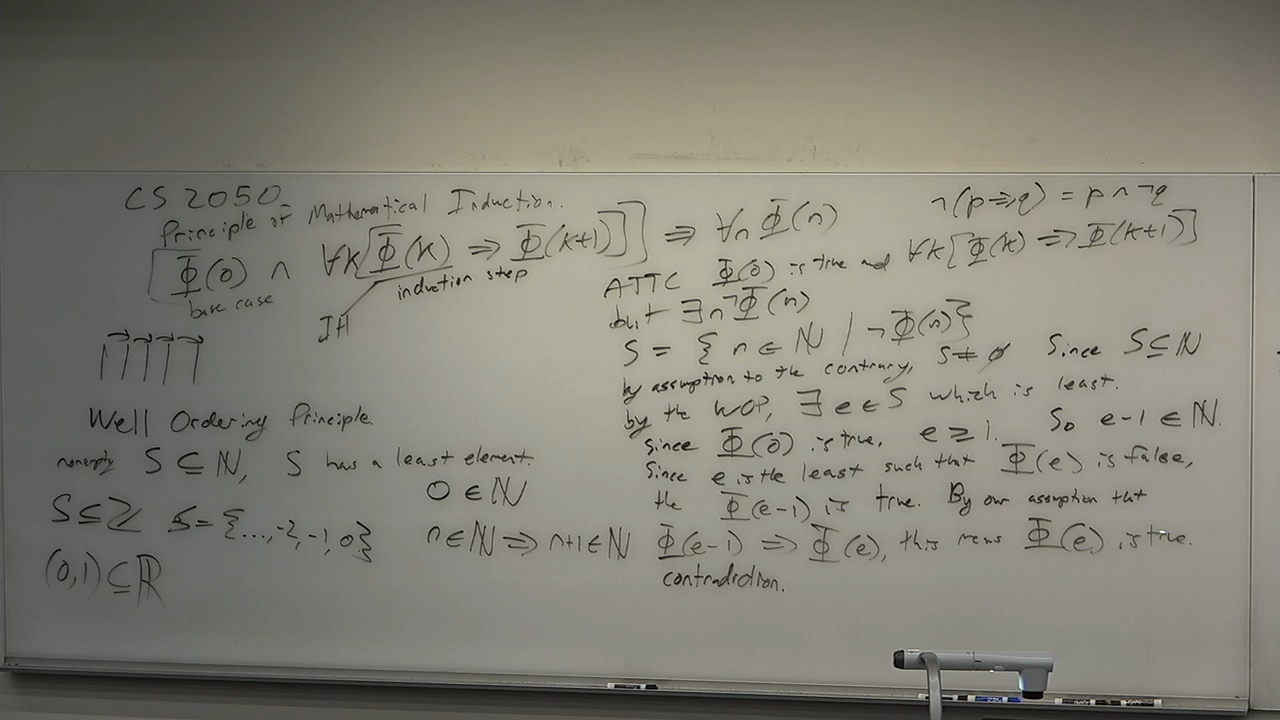 CS 2050
Principle of Mathematical Induction.
[Φ(0) ∧ ∀k[Φ(k) ⇒ Φ(k+1)]] ⇒ ∀n Φ(n)
base case
induction step
IH
Well Ordering Principle.
nonempty S ⊆ ℕ, S has a least element.
0 ∈ ℕ
S ⊆ ℤ S = {..., -2, -1, 0}
n ∈ ℕ ⇒ n+1 ∈ ℕ
(0,1) ⊆ ℝ
¬(p ⇒ q) = p ∧ ¬q
ATTC Φ(0) is true and ∀k[Φ(k) ⇒ Φ(k+1)]
but ∃n ¬Φ(n)
S = {n ∈ ℕ | ¬Φ(n)}
by assumption to the contrary, S ≠ ∅ Since S ⊆ ℕ
by the WOP, ∃ e ∈ S which is least.
Since Φ(0) is true, e ≥ 1. So e-1 ∈ ℕ.
Since e is the least such that Φ(e) is false,
the Φ(e-1) is true. By our assumption that
Φ(e-1) ⇒ Φ(e), this means Φ(e) is true.
contradiction.